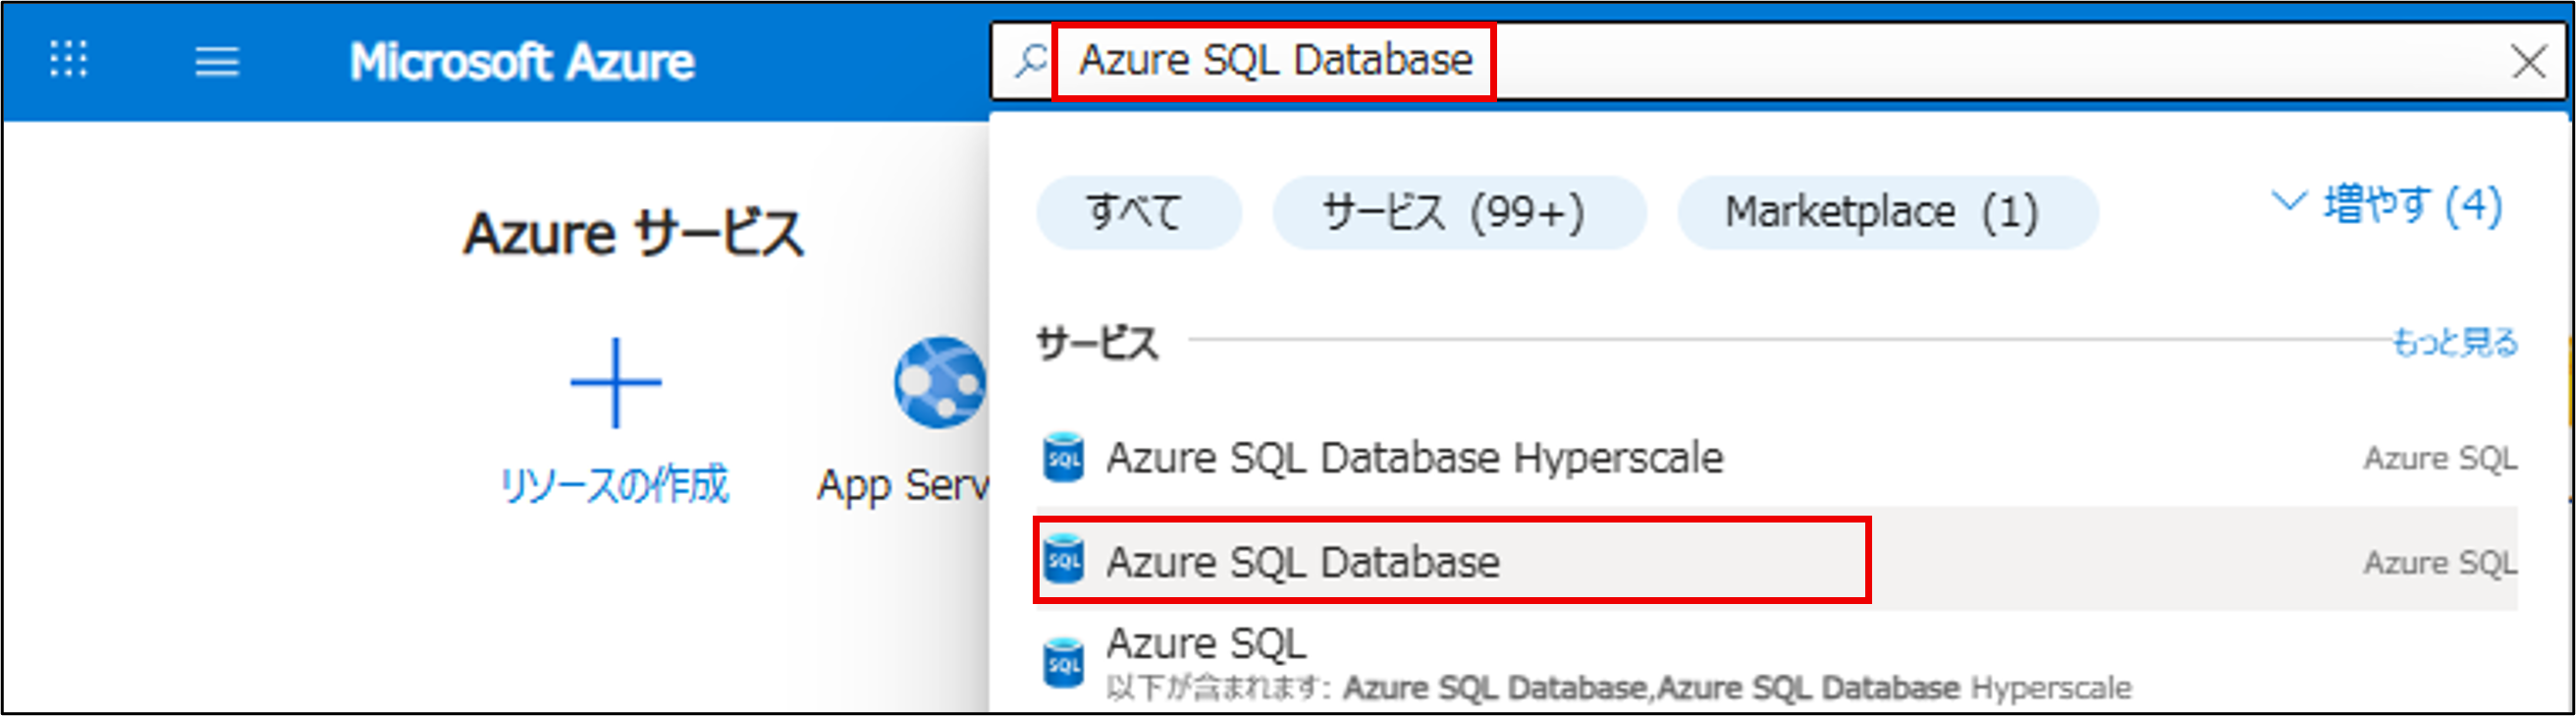 Microsoft Azure
Azure SQL Database
すべて
サービス (99+)
Marketplace (1)
増やす (4)
Azure サービス
サービス
もっと見る
リソースの作成
App Serv
SQL Azure SQL Database Hyperscale Azure SQL
SQL Azure SQL Database Azure SQL
SQL Azure SQL
以下が含まれます: Azure SQL Database,Azure SQL Database Hyperscale